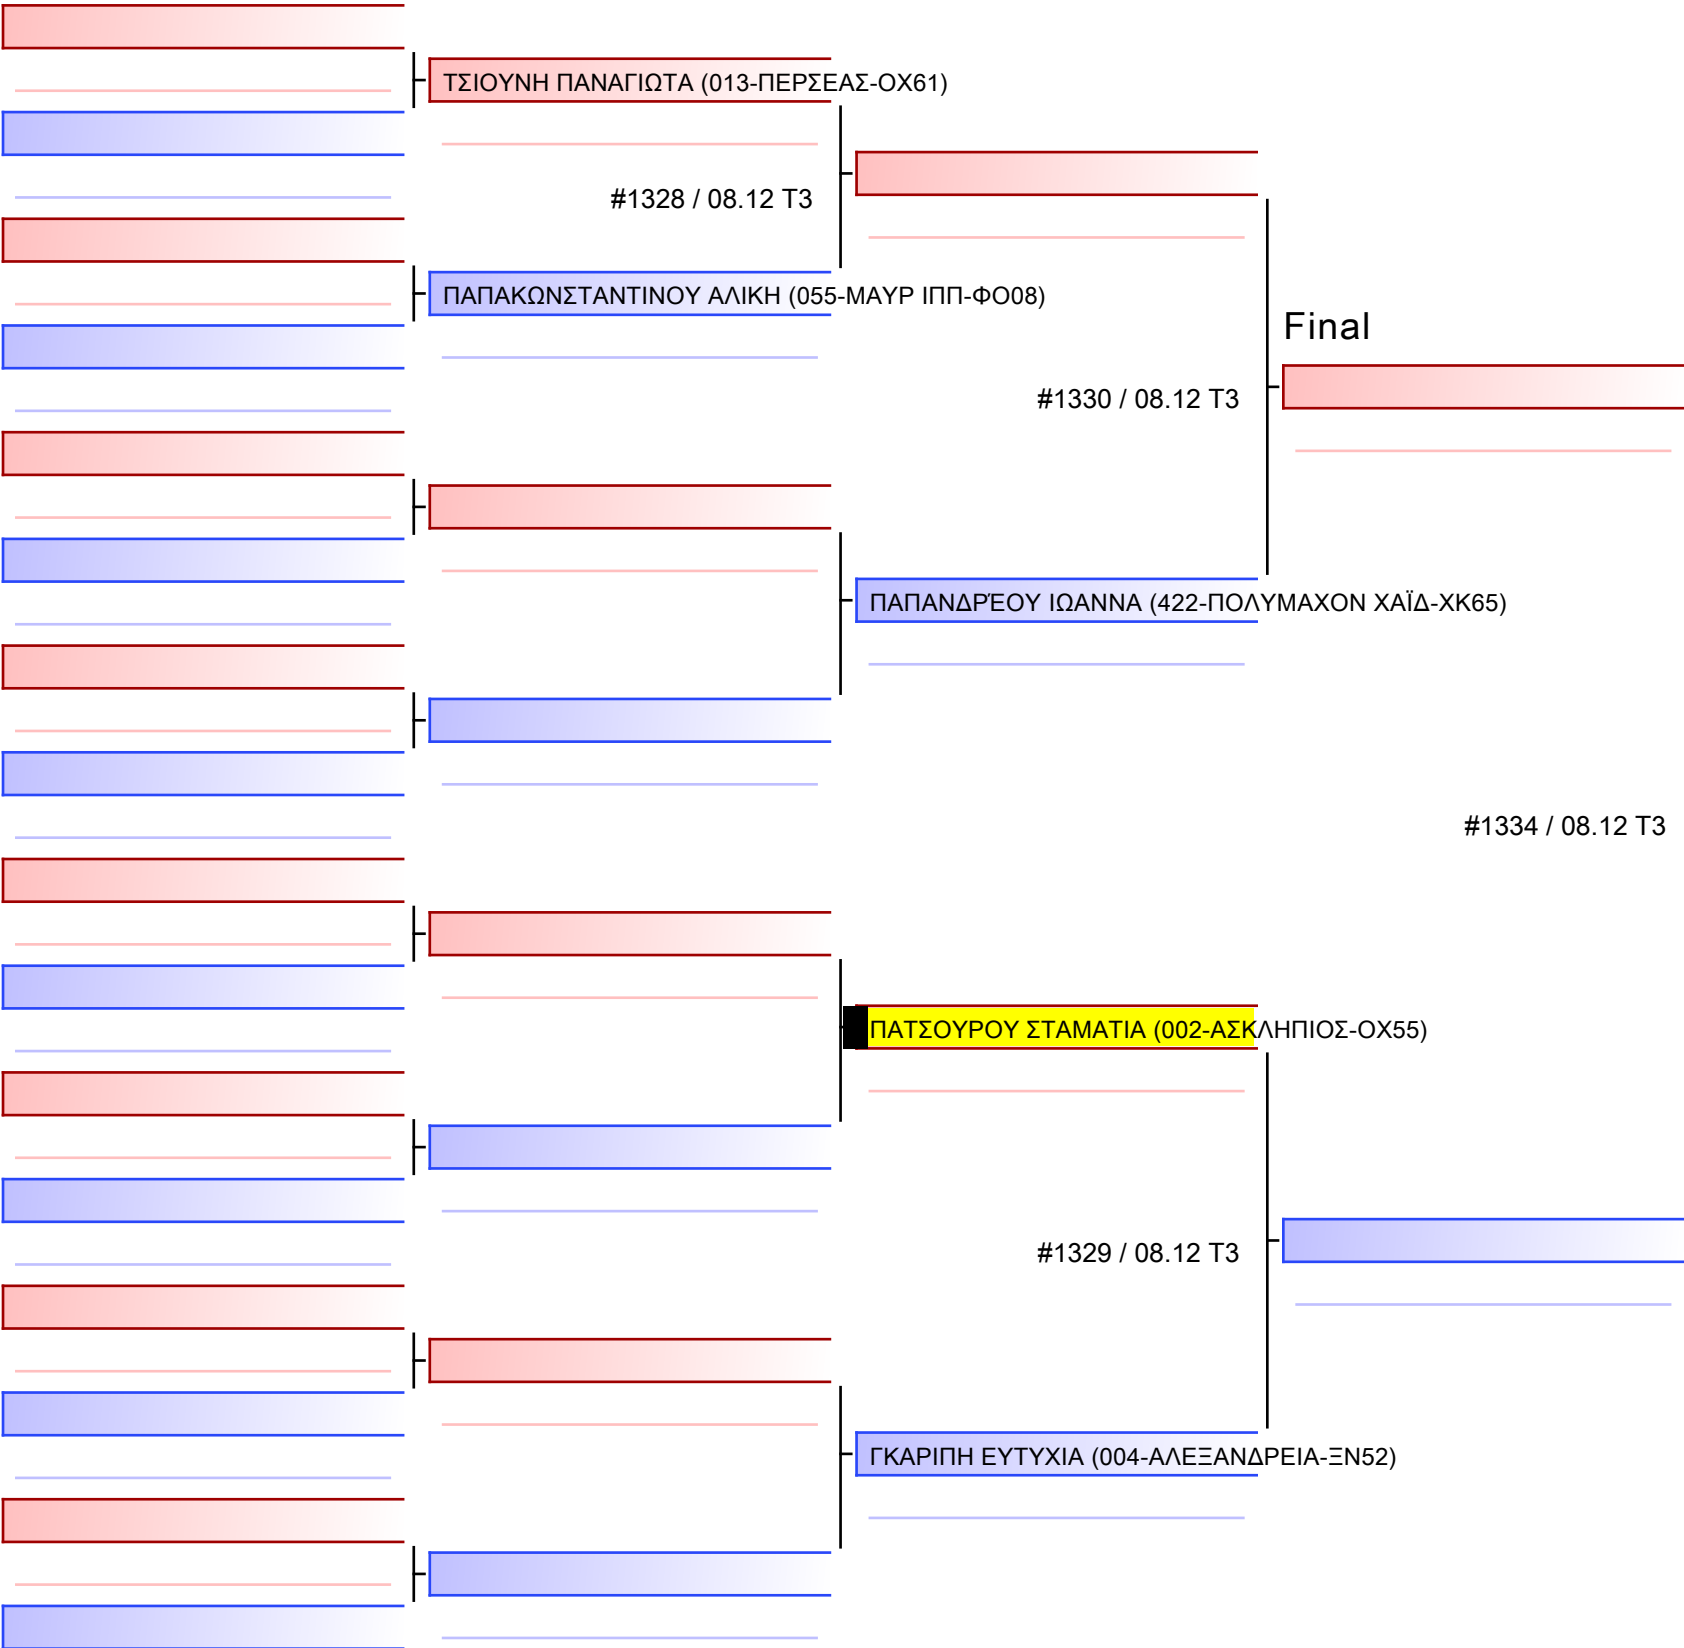 ΤΣΙΟΥΝΗ ΠΑΝΑΓΙΩΤΑ (013-ΠΕΡΣΕΑΣ-ΟΧ61)
#1328 / 08.12 T3
ΠΑΠΑΚΩΝΣΤΑΝΤΙΝΟΥ ΑΛΙΚΗ (055-ΜΑΥΡ ΙΠΠ-ΦΟ08)
Final
#1330 / 08.12 T3
ΠΑΠΑΝΔΡΈΟΥ ΙΩΑΝΝΑ (422-ΠΟΛΥΜΑΧΟΝ ΧΑΪΔ-ΧΚ65)
#1334 / 08.12 T3
ΠΑΤΣΟΥΡΟΥ ΣΤΑΜΑΤΙΑ (002-ΑΣΚΛΗΠΙΟΣ-ΟΧ55)
#1329 / 08.12 T3
ΓΚΑΡΙΠΗ ΕΥΤΥΧΙΑ (004-ΑΛΕΞΑΝΔΡΕΙΑ-ΞΝ52)